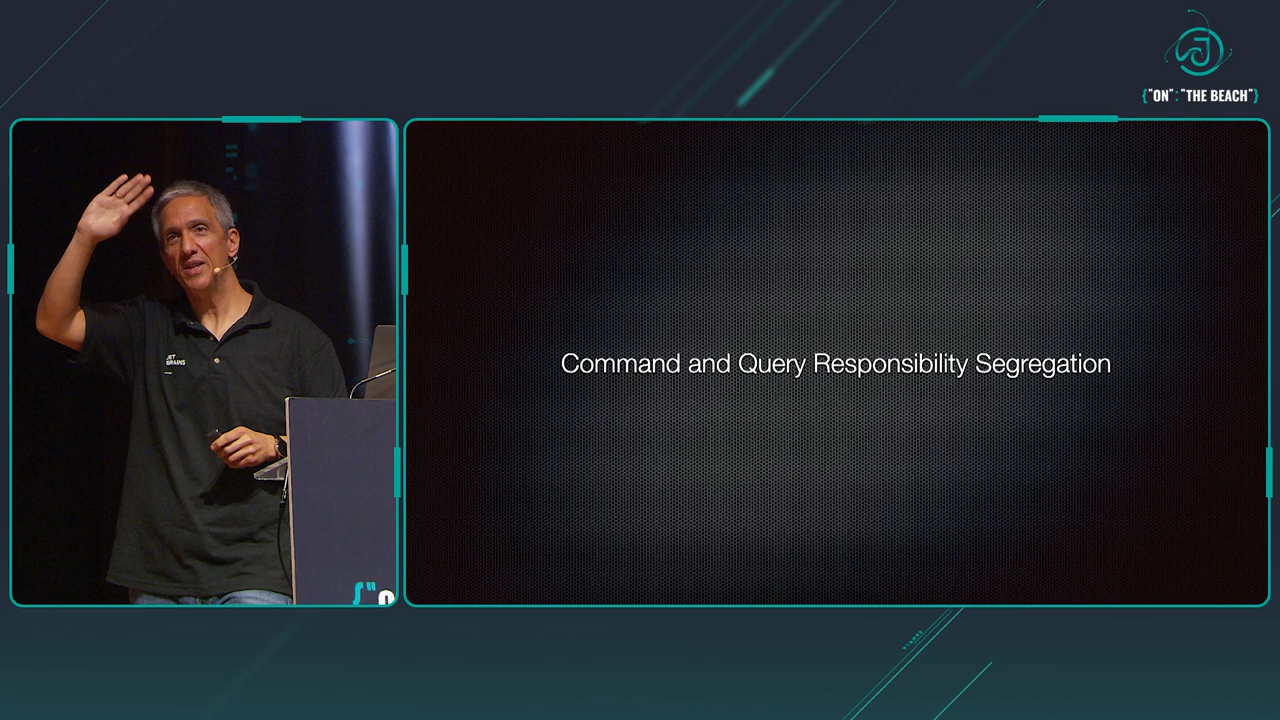 {"ON":"THE BEACH"}
JET
BRAINS
Command and Query Responsibility Segregation
{"O